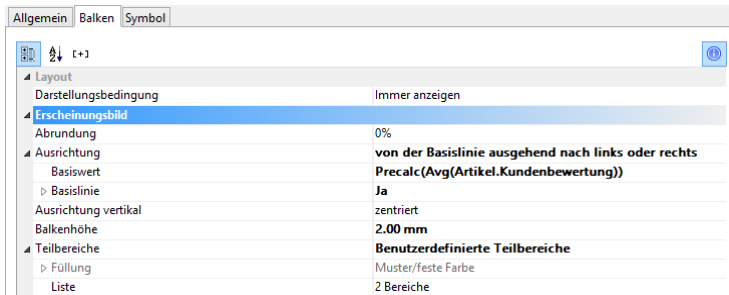 Allgemein Balken Symbol
A Z [+]
Layout
Darstellungsbedingung Immer anzeigen
Erscheinungsbild
Abrundung 0%
Ausrichtung von der Basislinie ausgehend nach links oder rechts
Basiswert Precalc(Avg(Artikel.Kundenbewertung))
Basislinie Ja
Ausrichtung vertikal zentriert
Balkenhöhe 2.00 mm
Teilbereiche Benutzerdefinierte Teilbereiche
Füllung Muster/feste Farbe
Liste 2 Bereiche